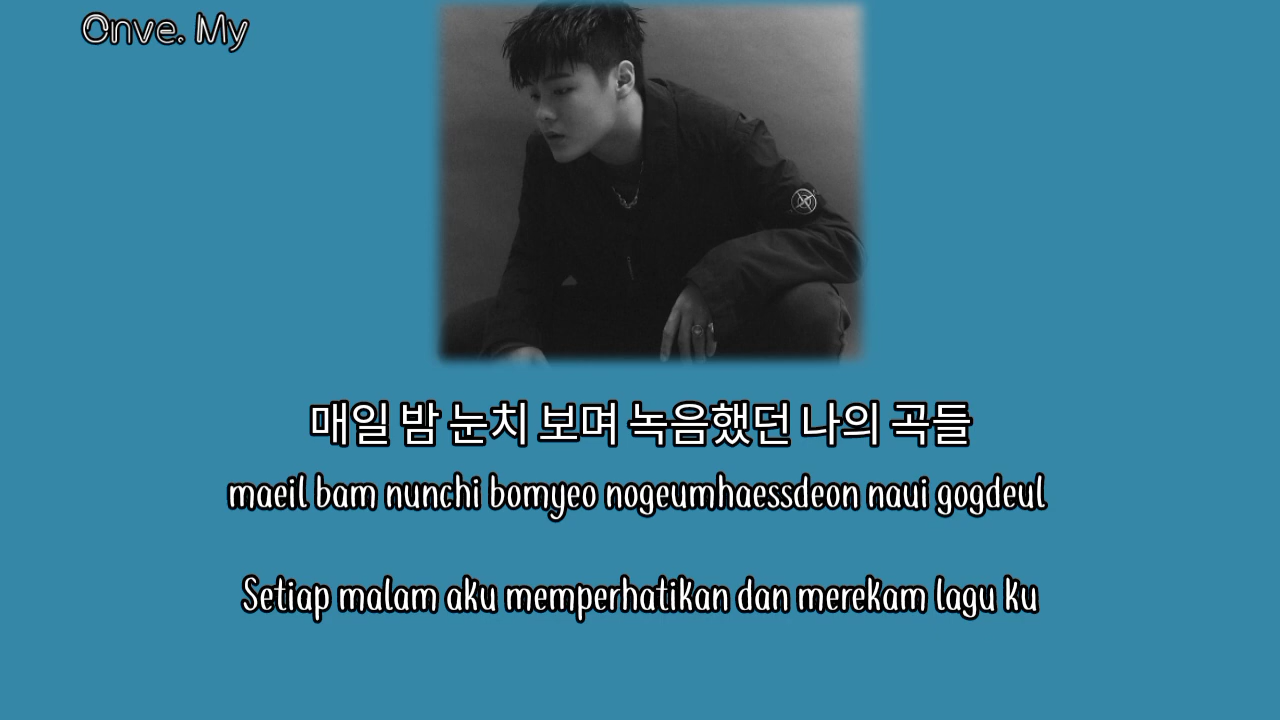 Onve. My
매일 밤 눈치 보며 녹음했던 나의 곡들
maeil bam nunchi bomyeo nogeumhaessdeon naui gogdeul
Setiap malam aku memperhatikan dan merekam lagu ku